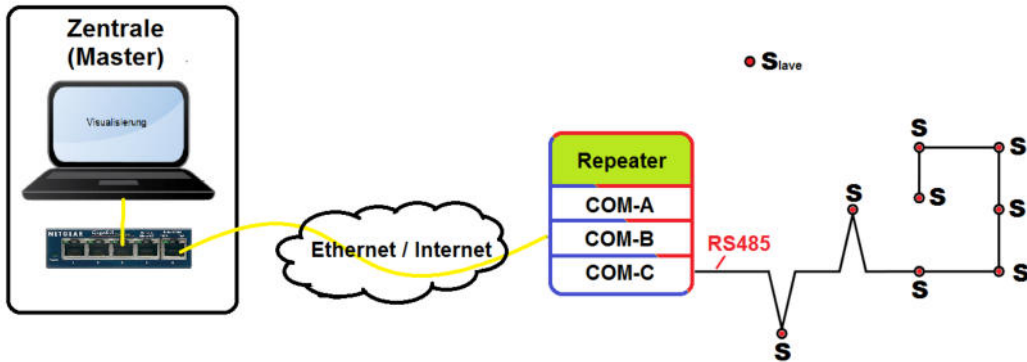 Zentrale
(Master)
Visualisierung
NETGEAR
Ethernet / Internet
Repeater
COM-A
COM-B
COM-C
RS485
Slave
S
S
S
S
S
S
S
S